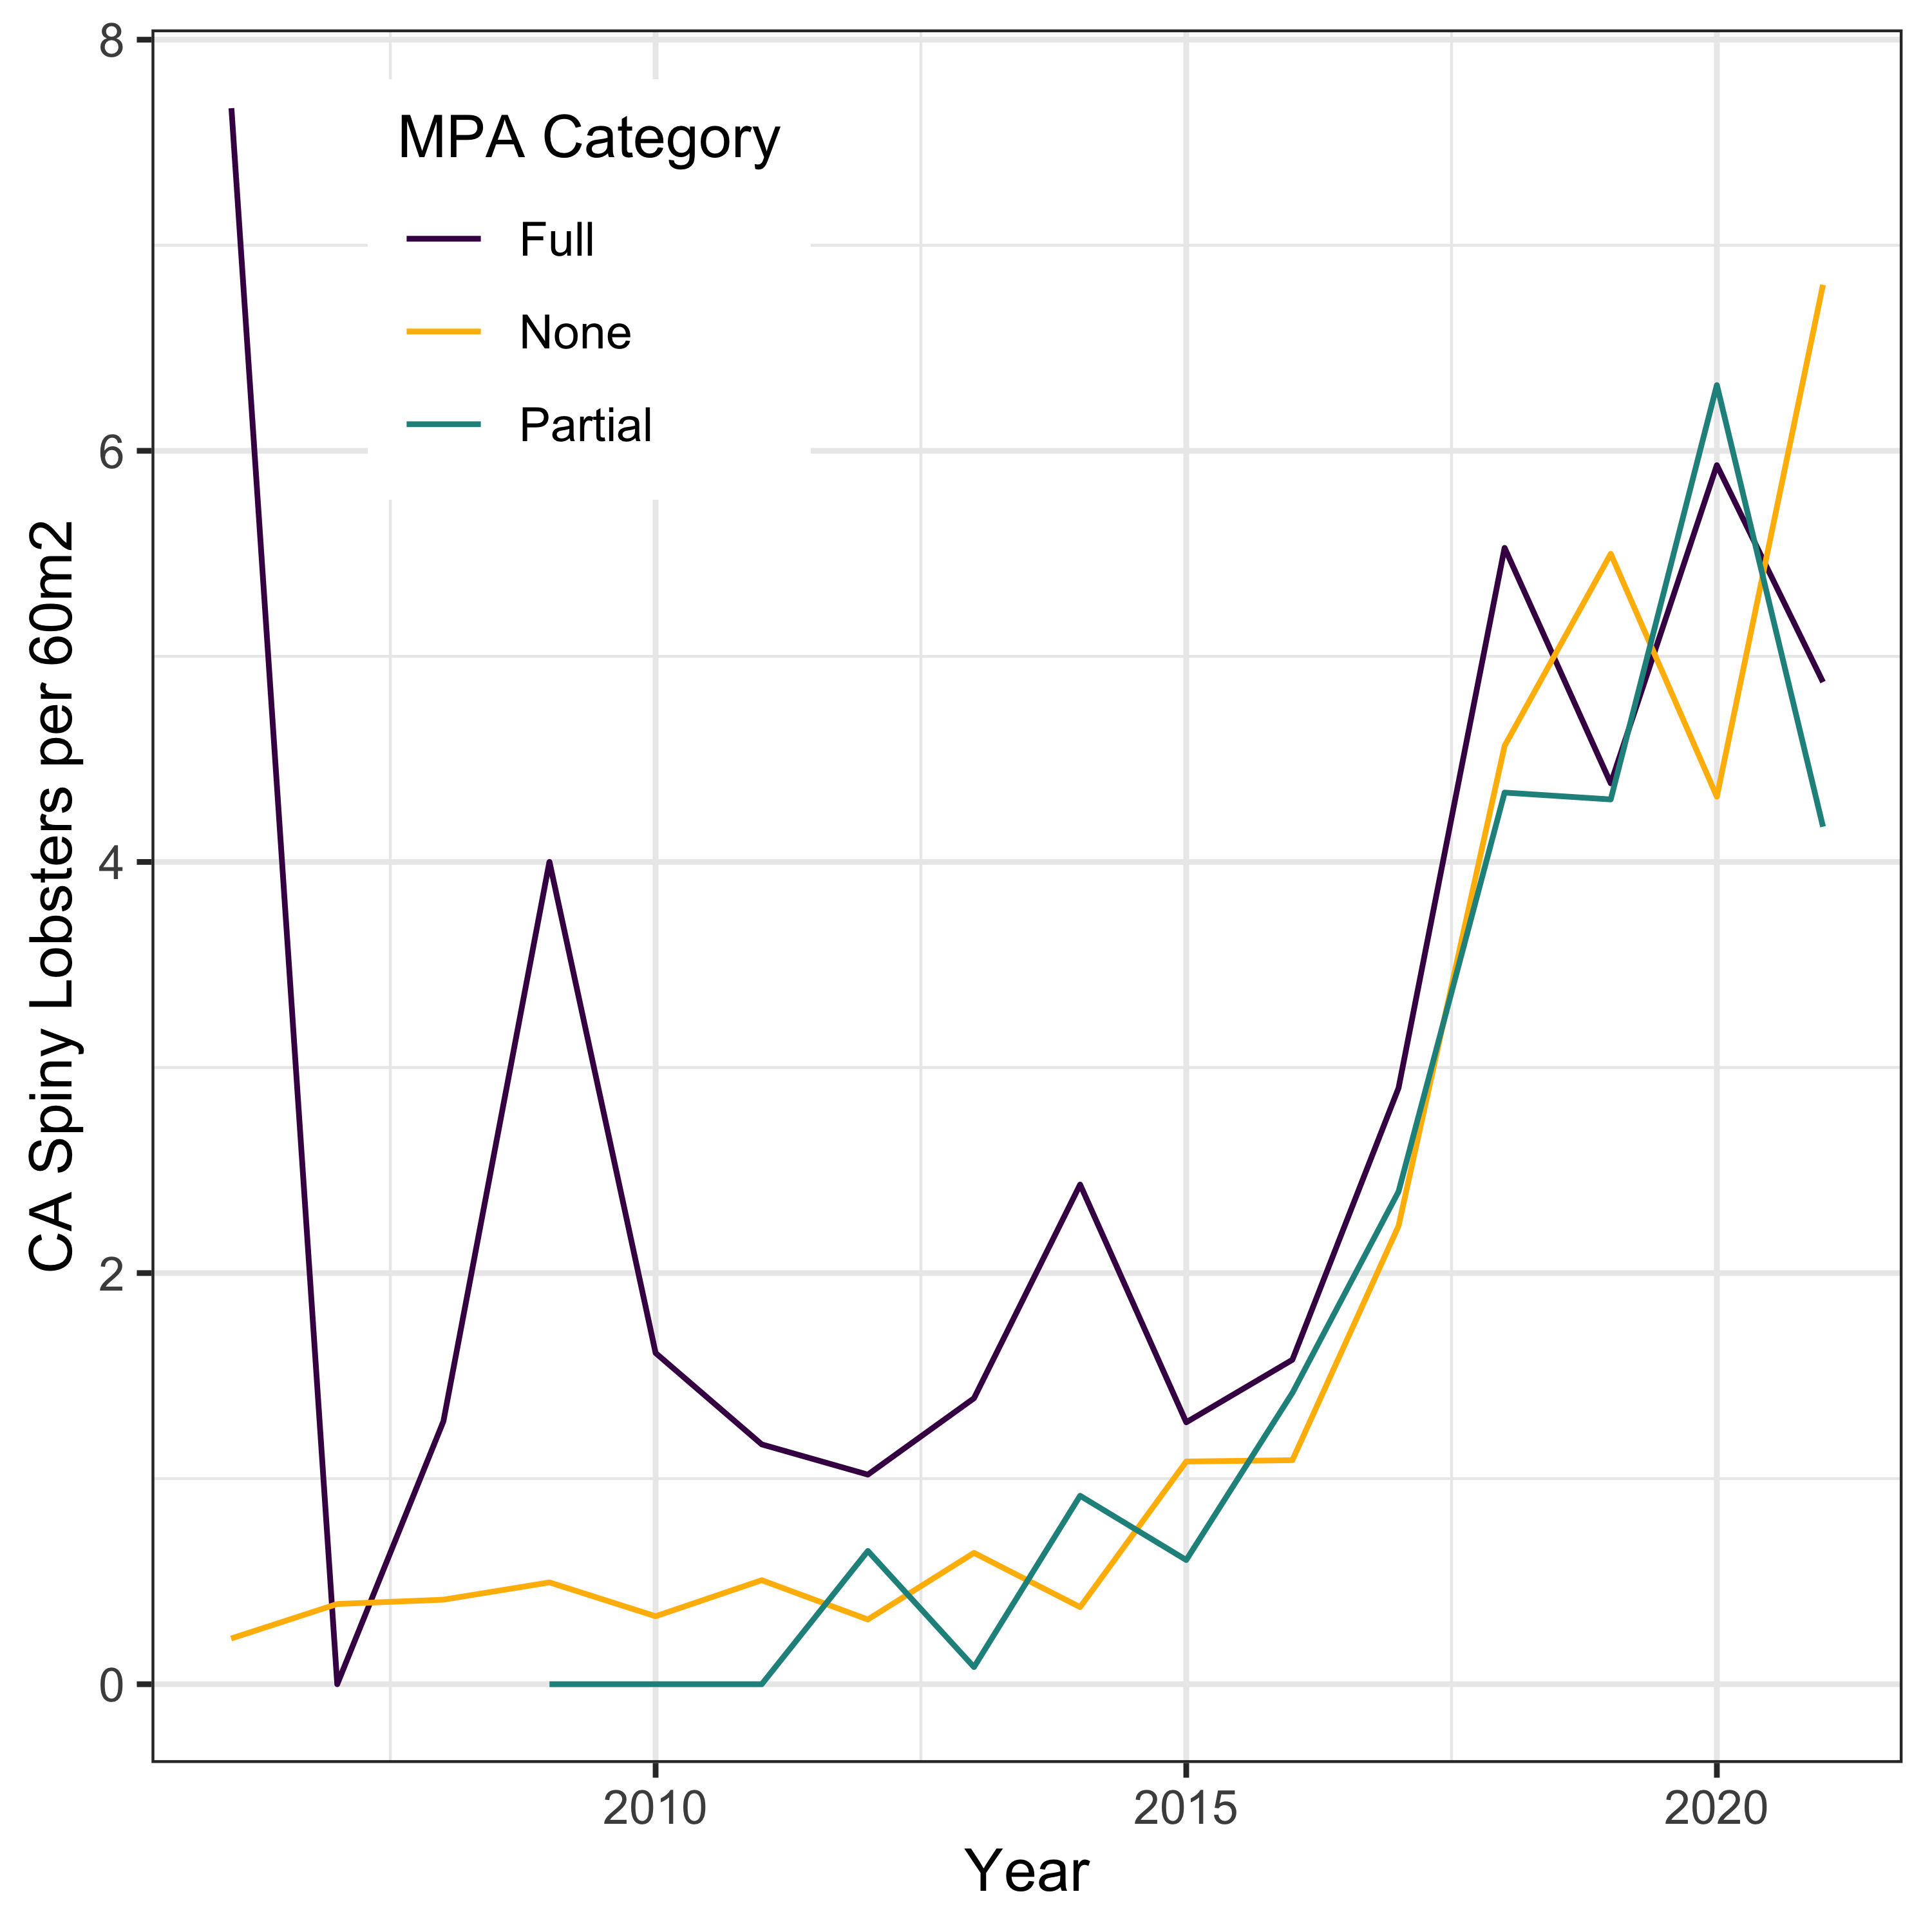 8
6
4
2
0
CA Spiny Lobsters per 60m2
MPA Category
Full
None
Partial
2010
2015
2020
Year